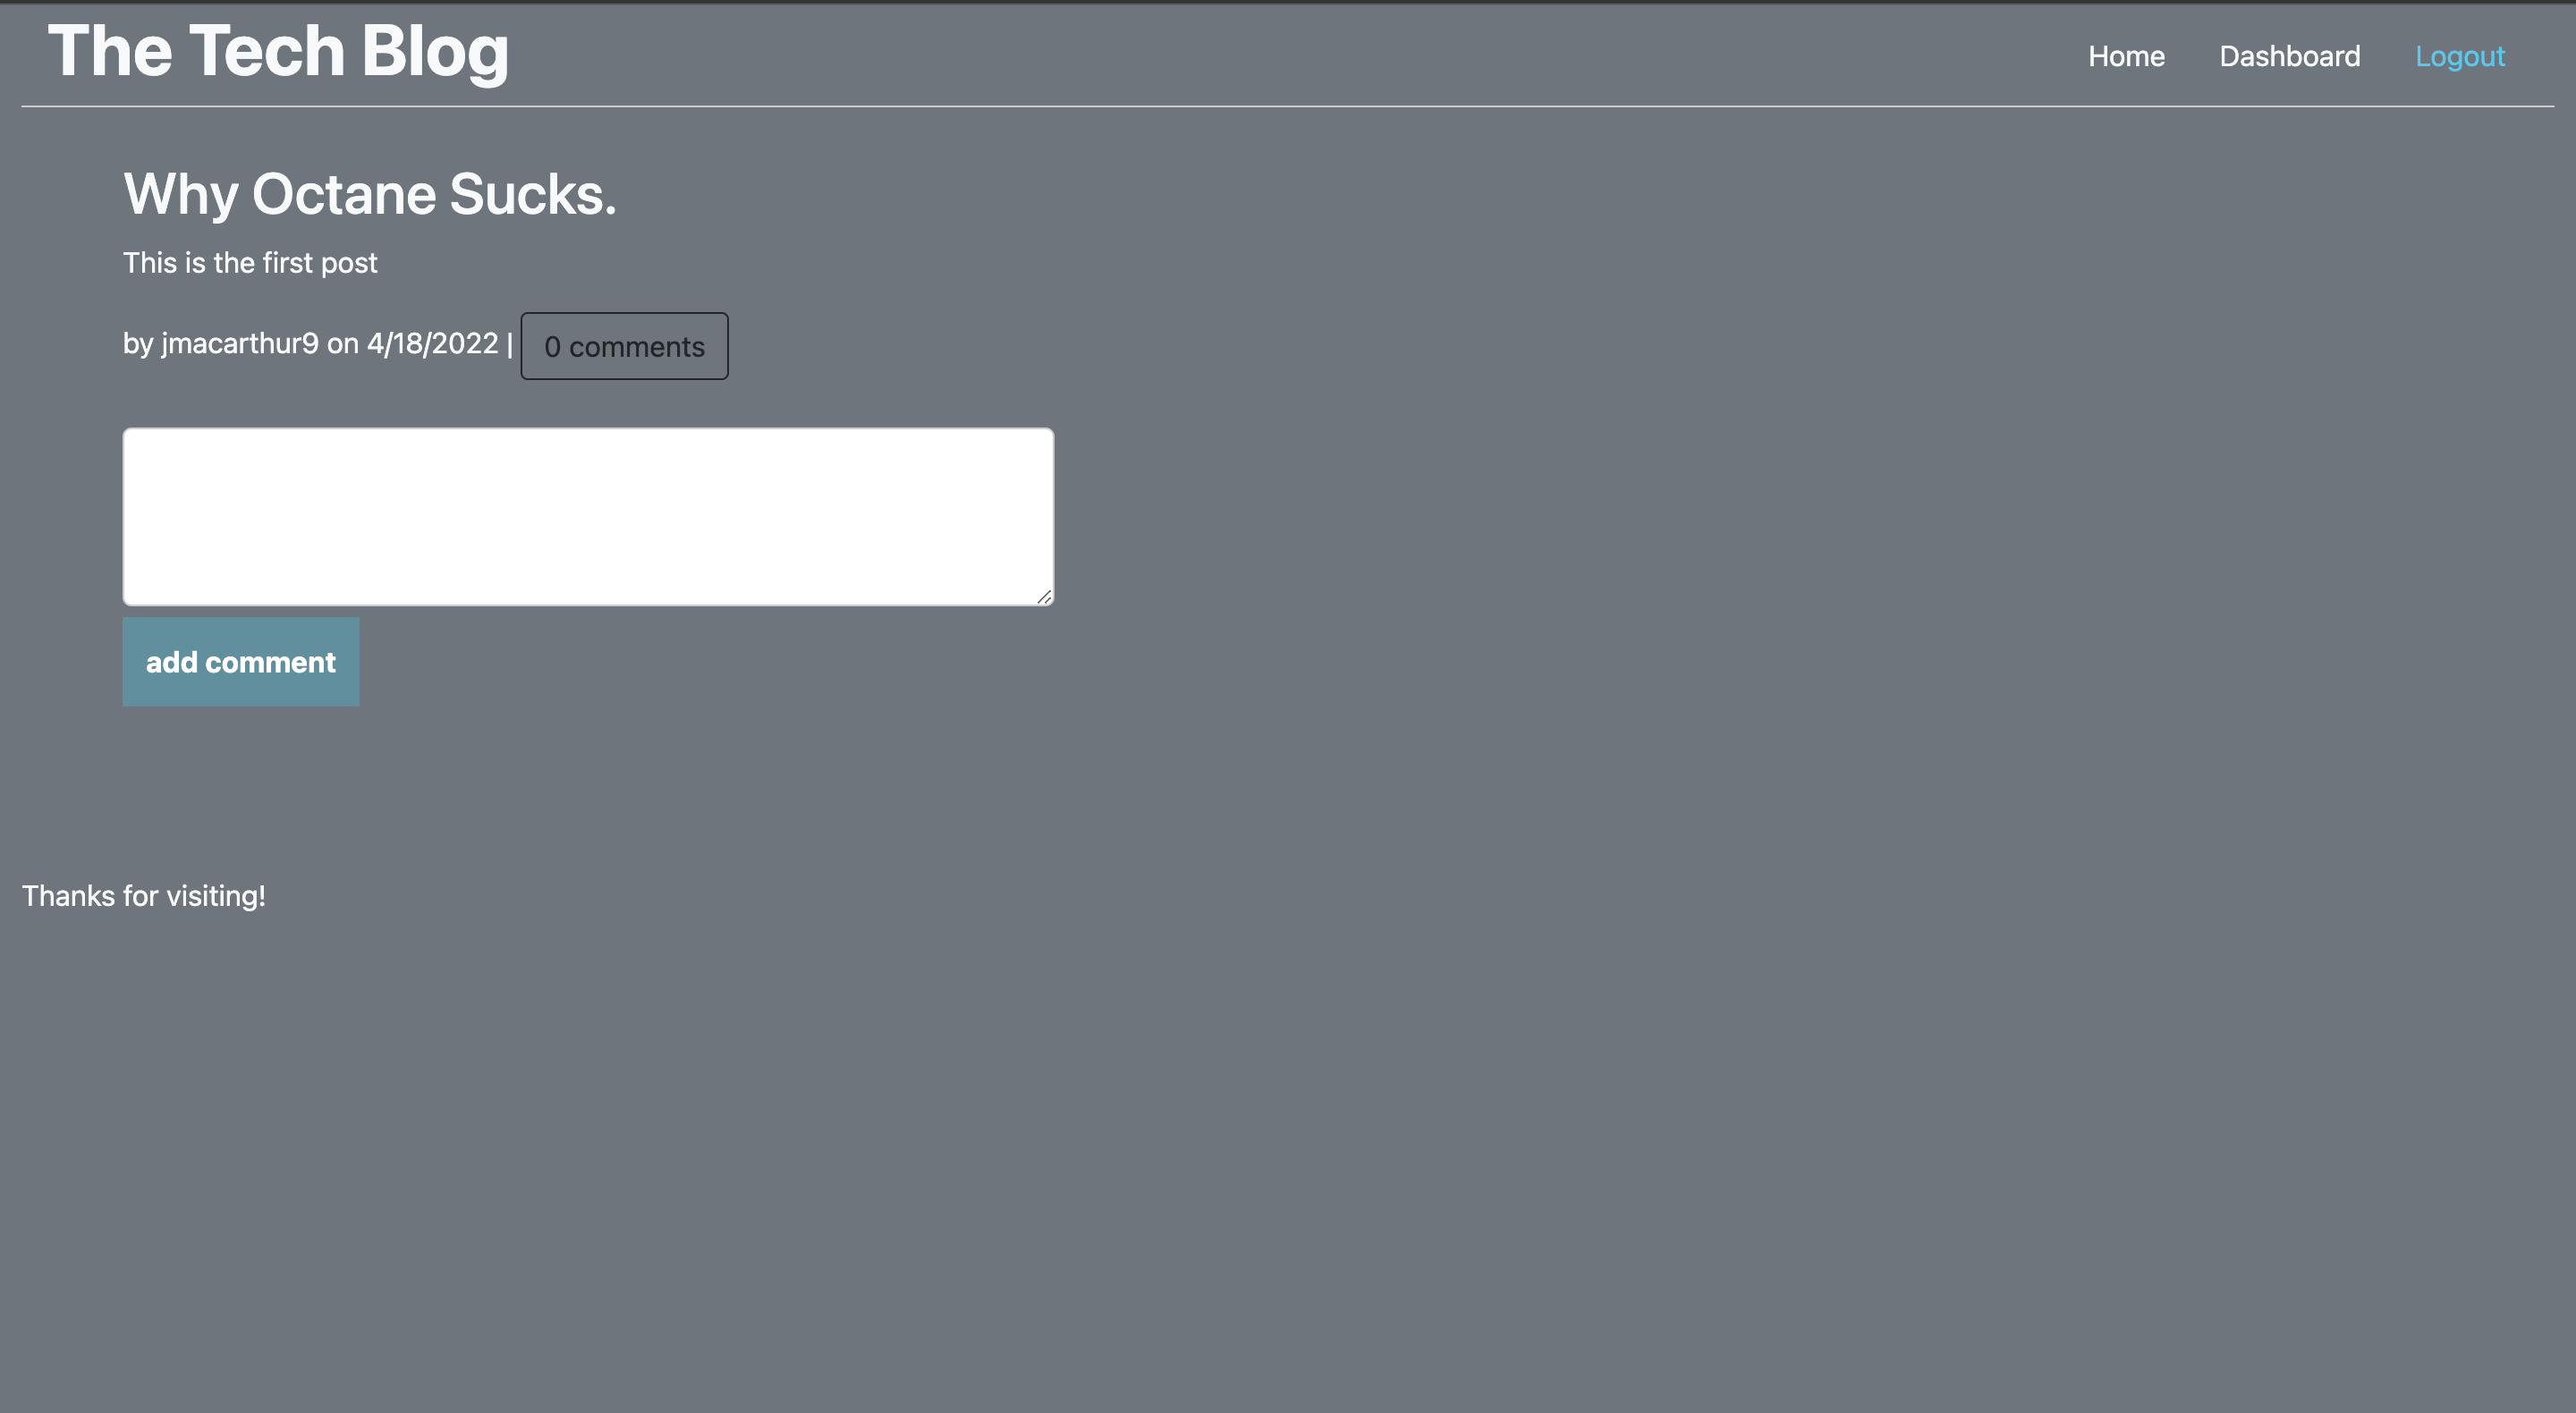 The Tech Blog
Home Dashboard Logout
Why Octane Sucks.
This is the first post
by jmacarthur9 on 4/18/2022 | 0 comments
add comment
Thanks for visiting!